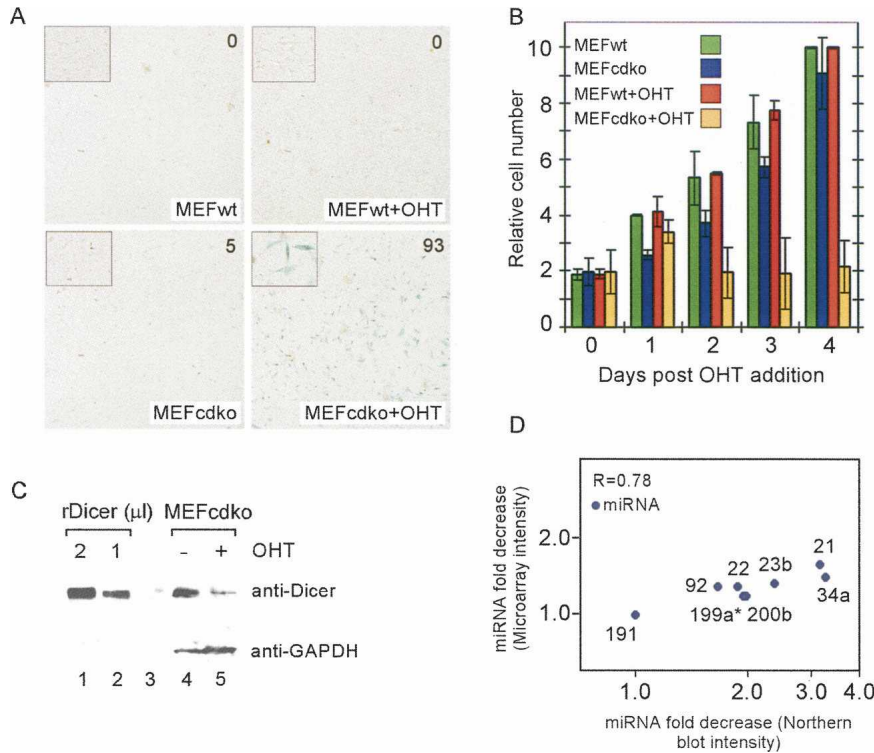 A
0
0
MEFwt
MEFwt+OHT
5
93
MEFcdko
MEFcdko+OHT
B
10
8
6
4
2
0
Relative cell number
MEFwt
MEFcdko
MEFwt+OHT
MEFcdko+OHT
0 1 2 3 4
Days post OHT addition
C
rDicer (µl) MEFcdko
2 1 - + OHT
anti-Dicer
anti-GAPDH
1 2 3 4 5
D
R=0.78
miRNA
2.0
1.0
miRNA fold decrease
(Microarray intensity)
191
92
22
199a*
200b
23b
21
34a
1.0 2.0 3.0 4.0
miRNA fold decrease (Northern
blot intensity)